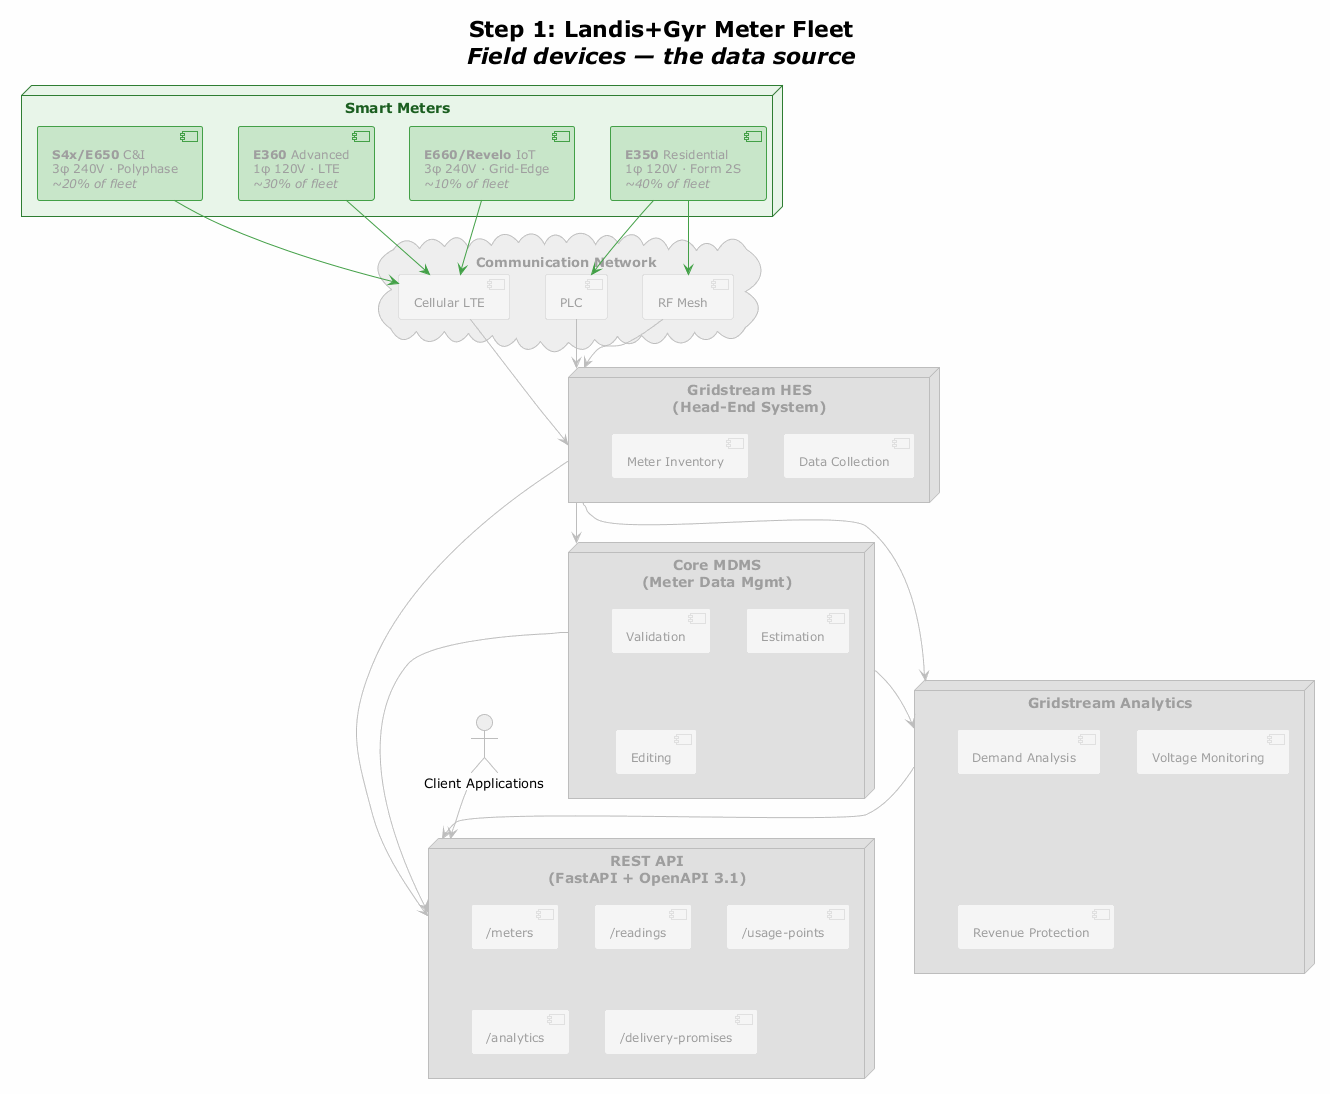 Step 1: Landis+Gyr Meter Fleet
Field devices — the data source
Smart Meters
S4x/E650 C&I
3φ 240V · Polyphase
~20% of fleet
E360 Advanced
1φ 120V · LTE
~30% of fleet
E660/Revelo IoT
3φ 240V · Grid-Edge
~10% of fleet
E350 Residential
1φ 120V · Form 2S
~40% of fleet
Communication Network
Cellular LTE
PLC
RF Mesh
Gridstream HES
(Head-End System)
Meter Inventory
Data Collection
Core MDMS
(Meter Data Mgmt)
Validation
Estimation
Editing
Gridstream Analytics
Demand Analysis
Voltage Monitoring
Revenue Protection
Client Applications
REST API
(FastAPI + OpenAPI 3.1)
/meters
/readings
/usage-points
/analytics
/delivery-promises